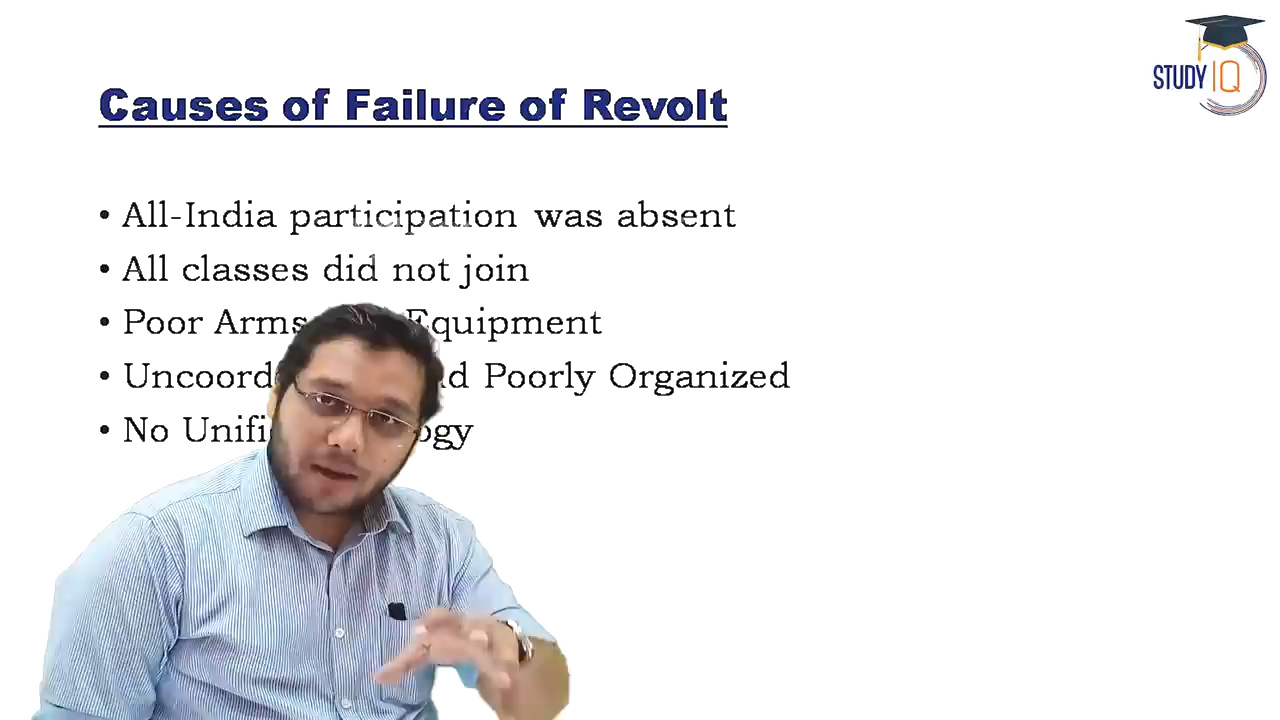 STUDY IQ
Causes of Failure of Revolt
• All-India participation was absent
• All classes did not join
• Poor Arms Equipment
• Poorly Organized
• No